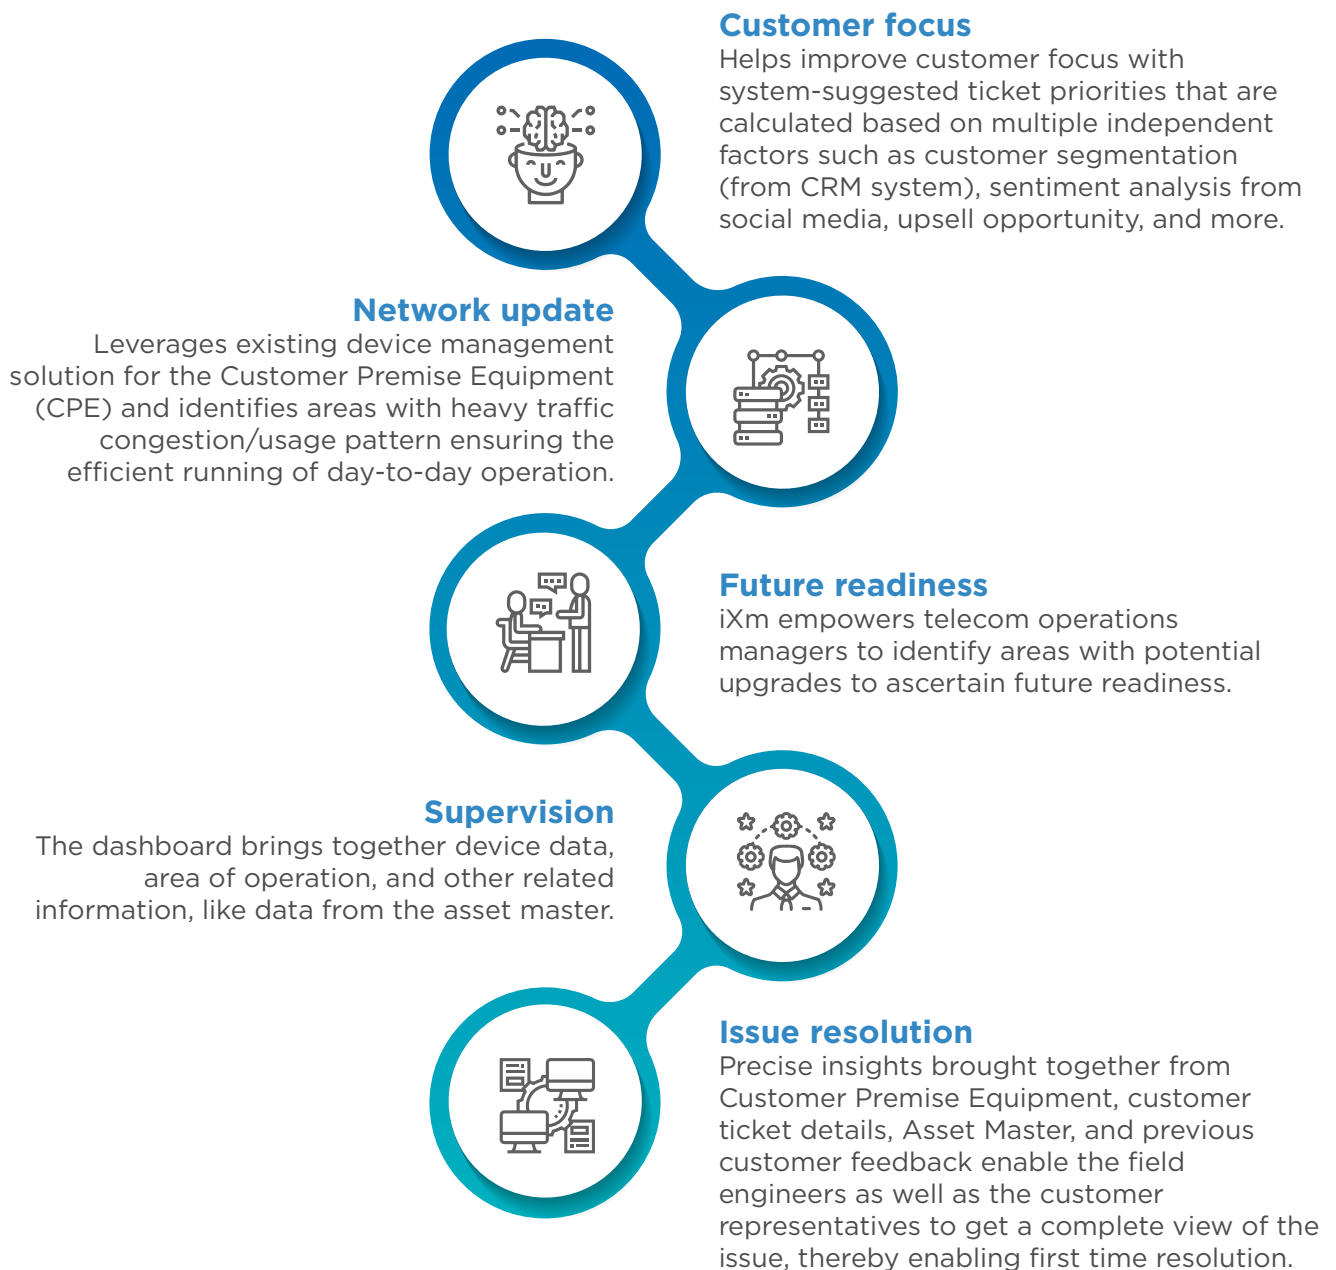 Customer focus
Helps improve customer focus with
system-suggested ticket priorities that are
calculated based on multiple independent
factors such as customer segmentation
(from CRM system), sentiment analysis from
social media, upsell opportunity, and more.
Network update
Leverages existing device management
solution for the Customer Premise Equipment
(CPE) and identifies areas with heavy traffic
congestion/usage pattern ensuring the
efficient running of day-to-day operation.
Future readiness
iXm empowers telecom operations
managers to identify areas with potential
upgrades to ascertain future readiness.
Supervision
The dashboard brings together device data,
area of operation, and other related
information, like data from the asset master.
Issue resolution
Precise insights brought together from
Customer Premise Equipment, customer
ticket details, Asset Master, and previous
customer feedback enable the field
engineers as well as the customer
representatives to get a complete view of the
issue, thereby enabling first time resolution.